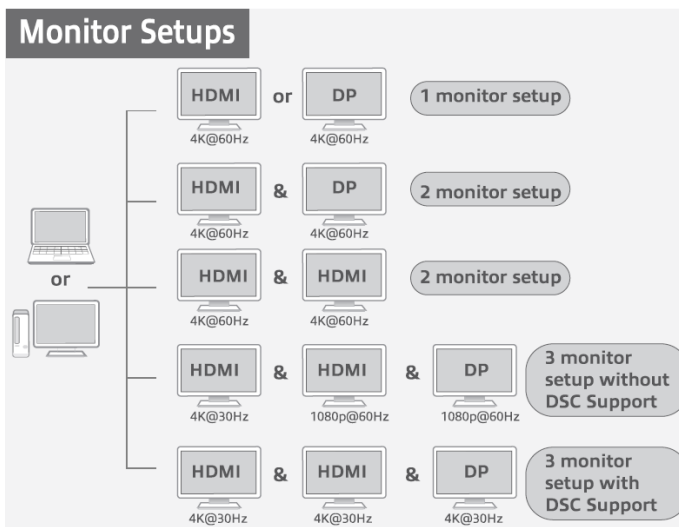 Monitor Setups
HDMI or DP 1 monitor setup
4K@60Hz 4K@60Hz
HDMI & DP 2 monitor setup
4K@60Hz 4K@60Hz
or
HDMI & HDMI 2 monitor setup
4K@60Hz 4K@60Hz
HDMI & HDMI & DP 3 monitor
setup without
DSC Support
4K@30Hz 1080p@60Hz 1080p@60Hz
HDMI & HDMI & DP 3 monitor
setup with
DSC Support
4K@30Hz 4K@30Hz 4K@30Hz